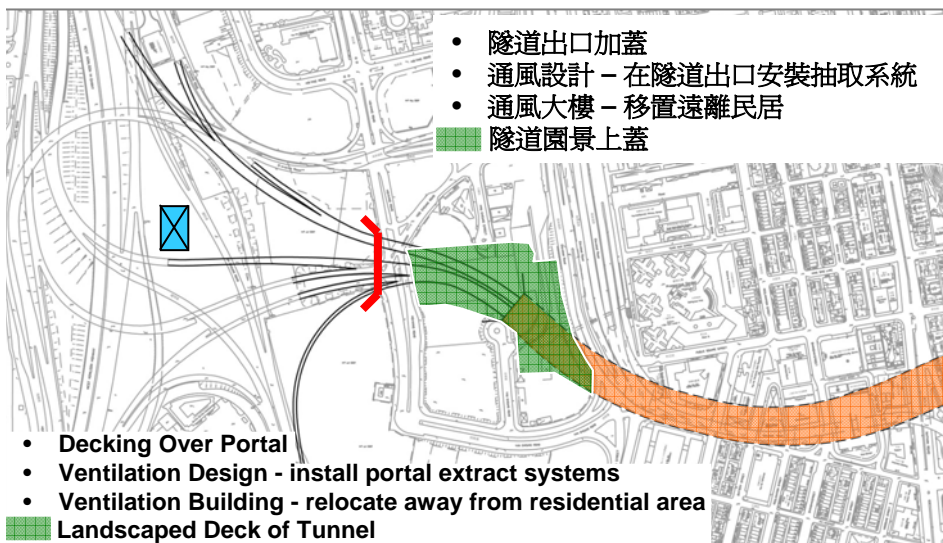 • 隧道出口加蓋
• 通風設計 – 在隧道出口安裝抽取系統
• 通風大樓 – 移置遠離民居
隧道園景上蓋
• Decking Over Portal
• Ventilation Design - install portal extract systems
• Ventilation Building - relocate away from residential area
Landscaped Deck of Tunnel